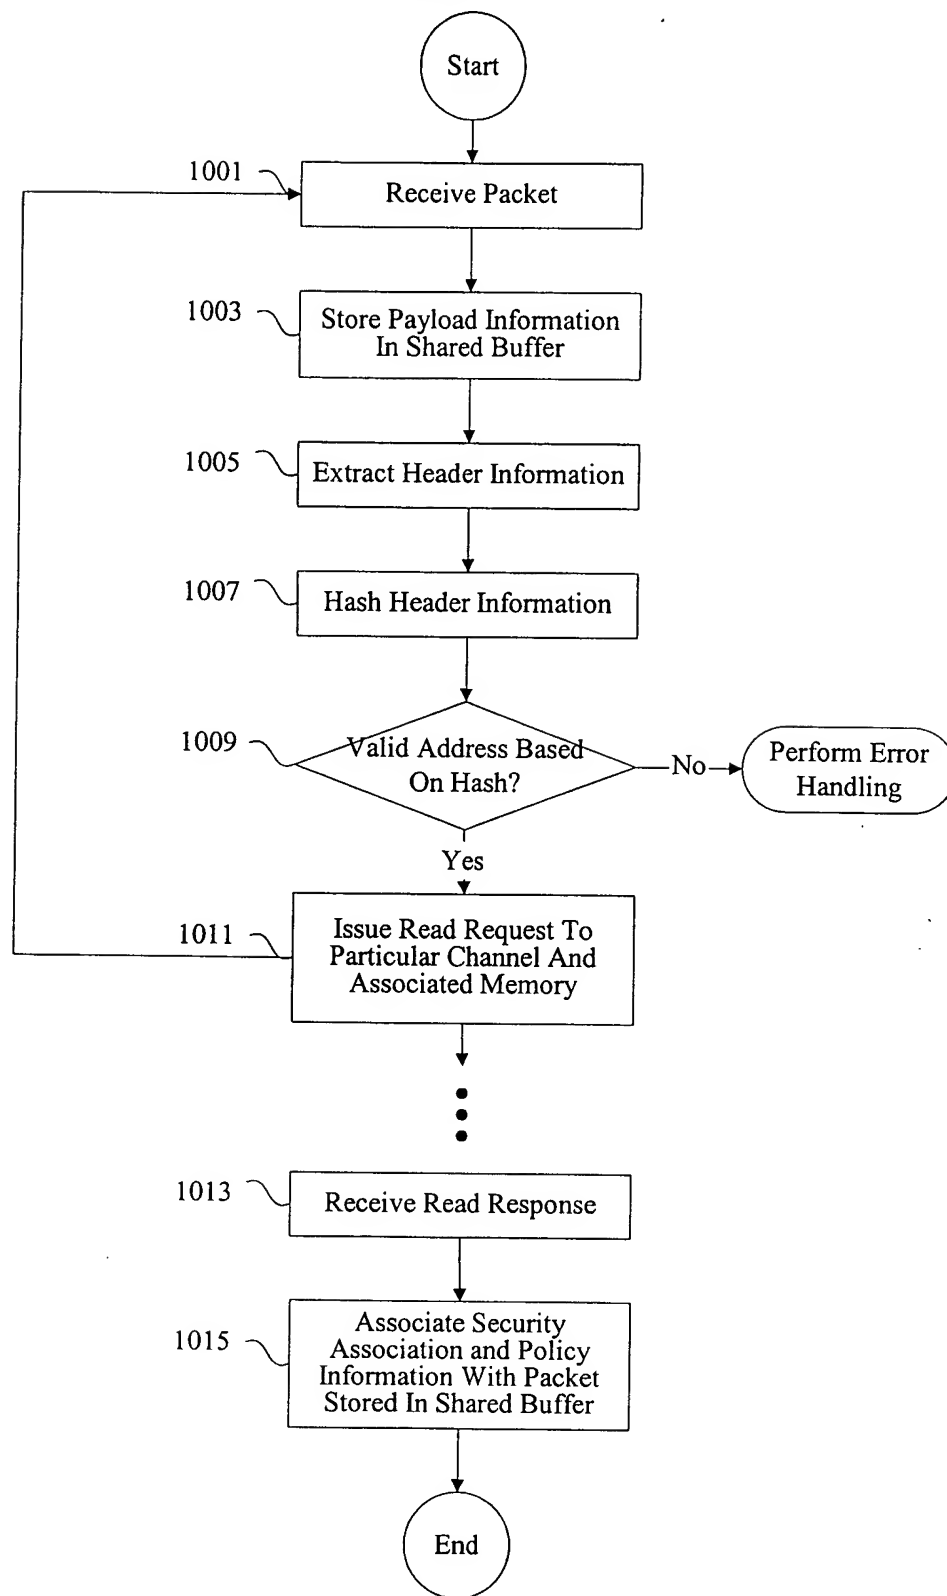 Start
1001
Receive Packet
1003
Store Payload Information
In Shared Buffer
1005
Extract Header Information
1007
Hash Header Information
1009
Valid Address Based
On Hash?
No
Perform Error
Handling
Yes
1011
Issue Read Request To
Particular Channel And
Associated Memory
1013
Receive Read Response
1015
Associate Security
Association and Policy
Information With Packet
Stored In Shared Buffer
End